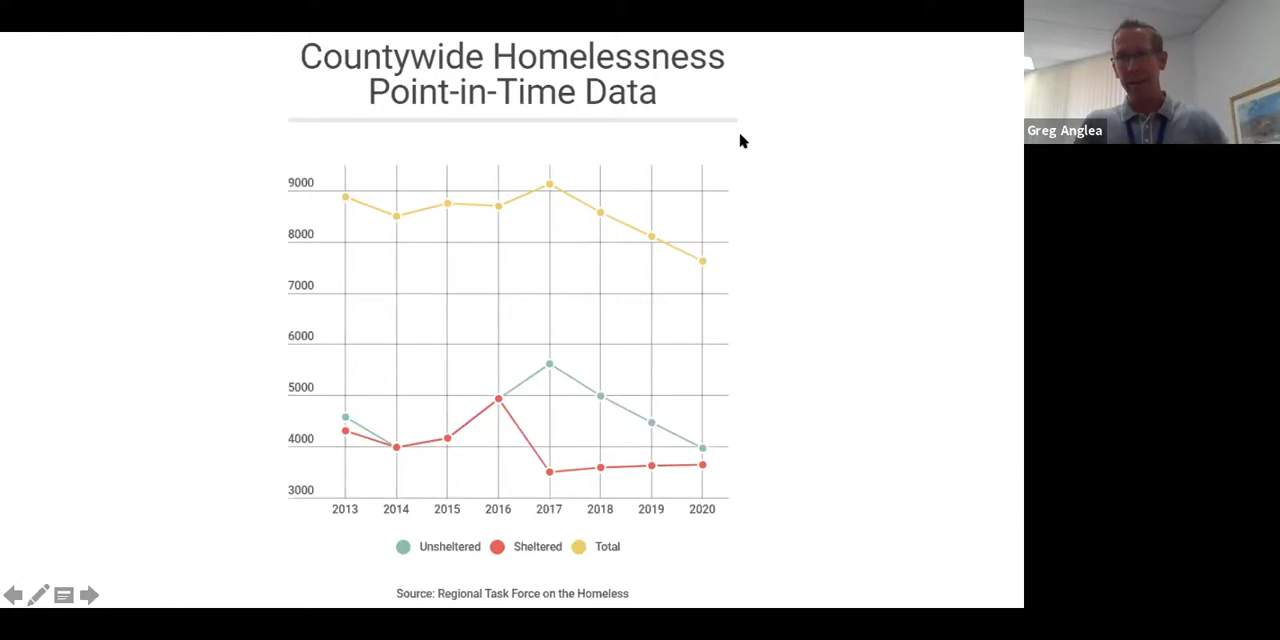 Countywide Homelessness
Point-in-Time Data
Greg Anglea
9000
8000
7000
6000
5000
4000
3000
2013 2014 2015 2016 2017 2018 2019 2020
Unsheltered Sheltered Total
Source: Regional Task Force on the Homeless